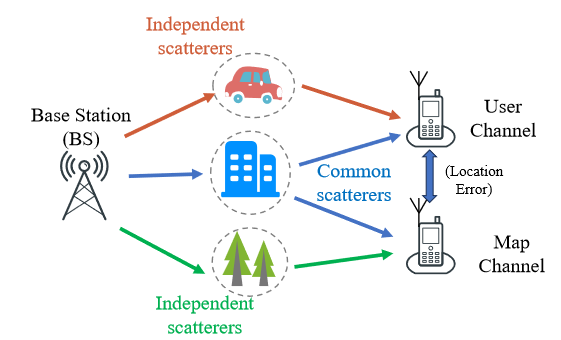 Independent
scatterers
Base Station
(BS)
User
Channel
Common
scatterers
(Location
Error)
Map
Channel
Independent
scatterers